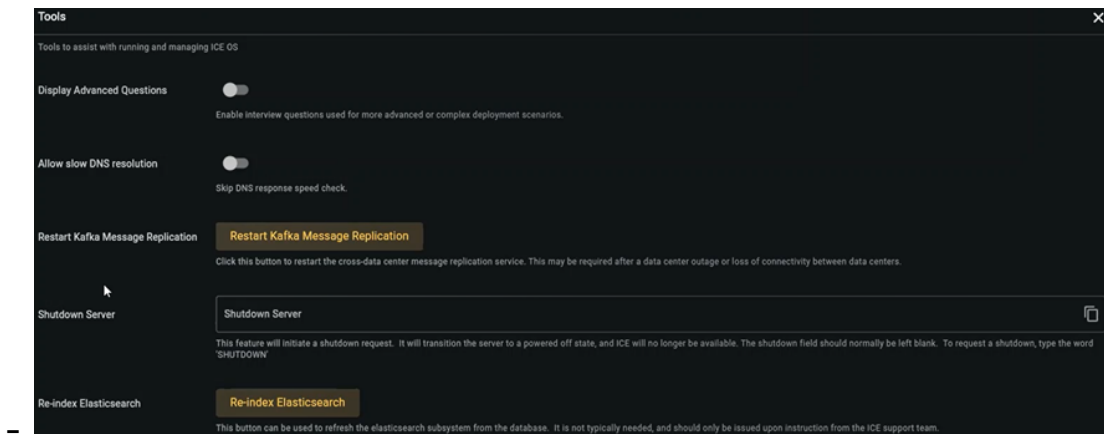 Tools
Tools to assist with running and managing ICE OS
Display Advanced Questions
Enable interview questions used for more advanced or complex deployment scenarios.
Allow slow DNS resolution
Skip DNS response speed check.
Restart Kafka Message Replication
Restart Kafka Message Replication
Click this button to restart the cross-data center message replication service. This may be required after a data center outage or loss of connectivity between data centers.
Shutdown Server
Shutdown Server
This feature will initiate a shutdown request. It will transition the server to a powered off state, and ICE will no longer be available. The shutdown field should normally be left blank. To request a shutdown, type the word
'SHUTDOWN'
Re-index Elasticsearch
Re-index Elasticsearch
This button can be used to refresh the elasticsearch subsystem from the database. It is not typically needed, and should only be issued upon instruction from the ICE support team.